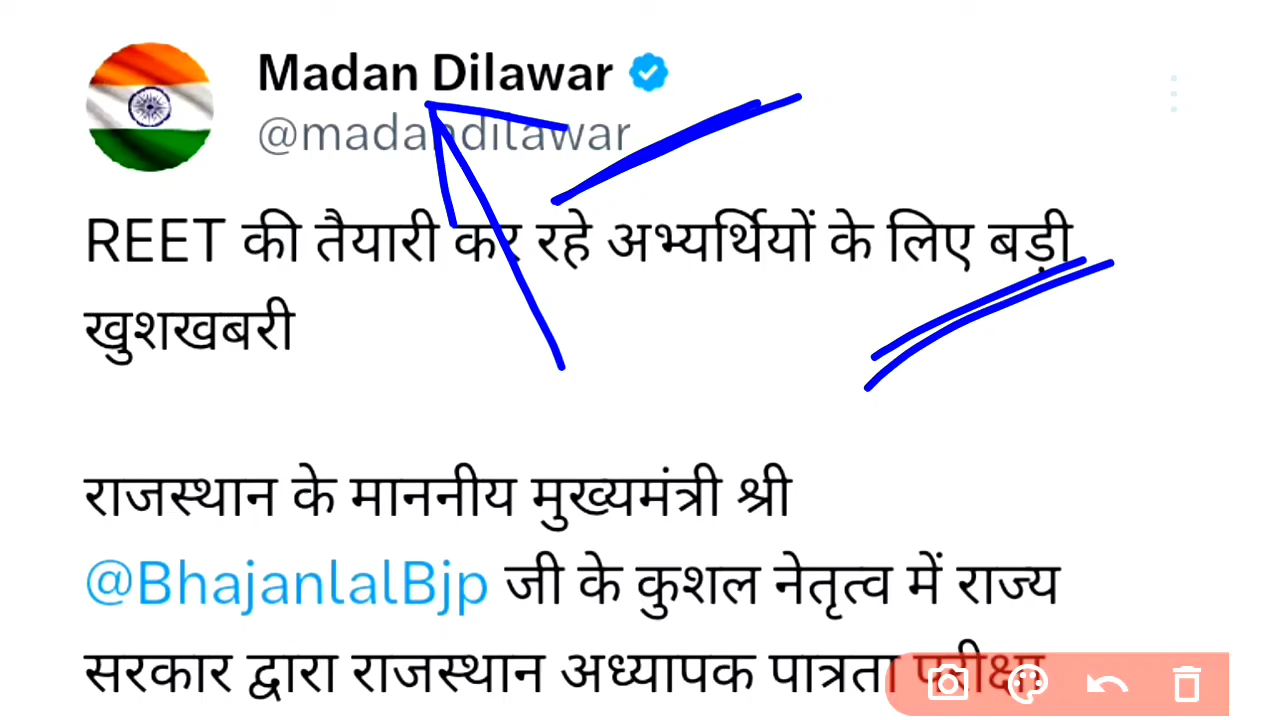 Madan Dilawar
@madandilawar
REET की तैयारी कर रहे अभ्यर्थियों के लिए बड़ी
खुशखबरी
राजस्थान के माननीय मुख्यमंत्री श्री
@BhajanlalBjp जी के कुशल नेतृत्व में राज्य
सरकार द्वारा राजस्थान अध्यापक पात्रता परीक्षा